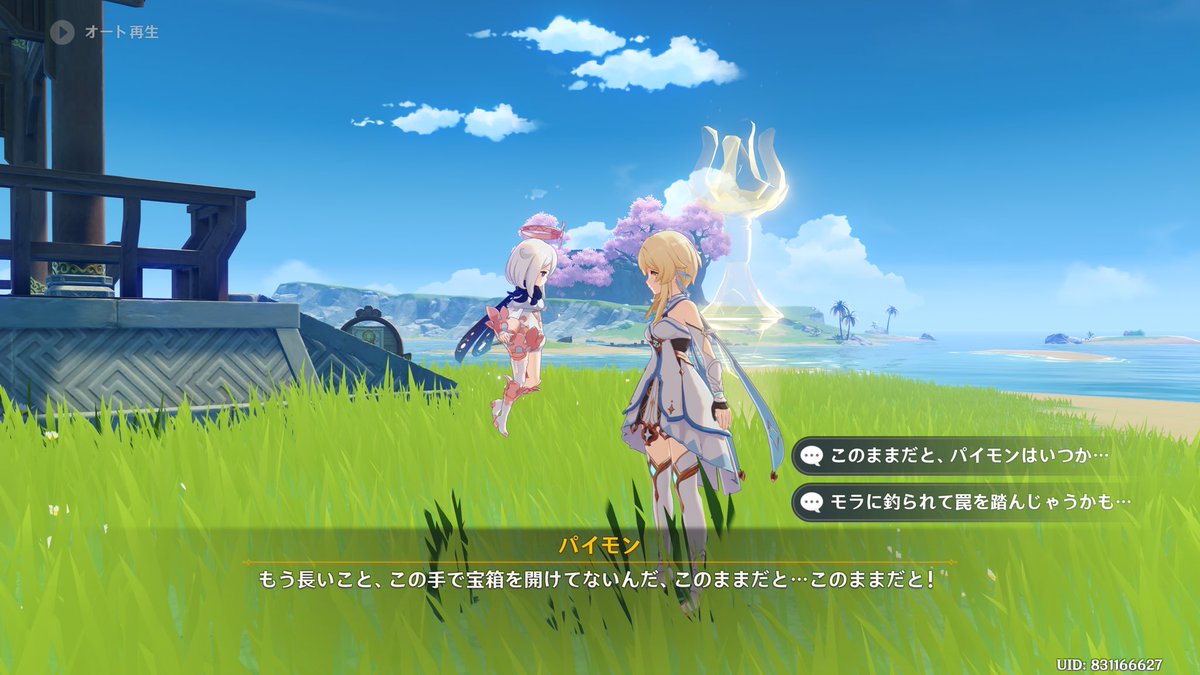 オート再生
このままだと、パイモンはいつか…
モラに釣られて罠を踏んじゃうかも…
パイモン
もう長いこと、この手で宝箱を開けてないんだ、このままだと…このままだと!
UID: 831166627